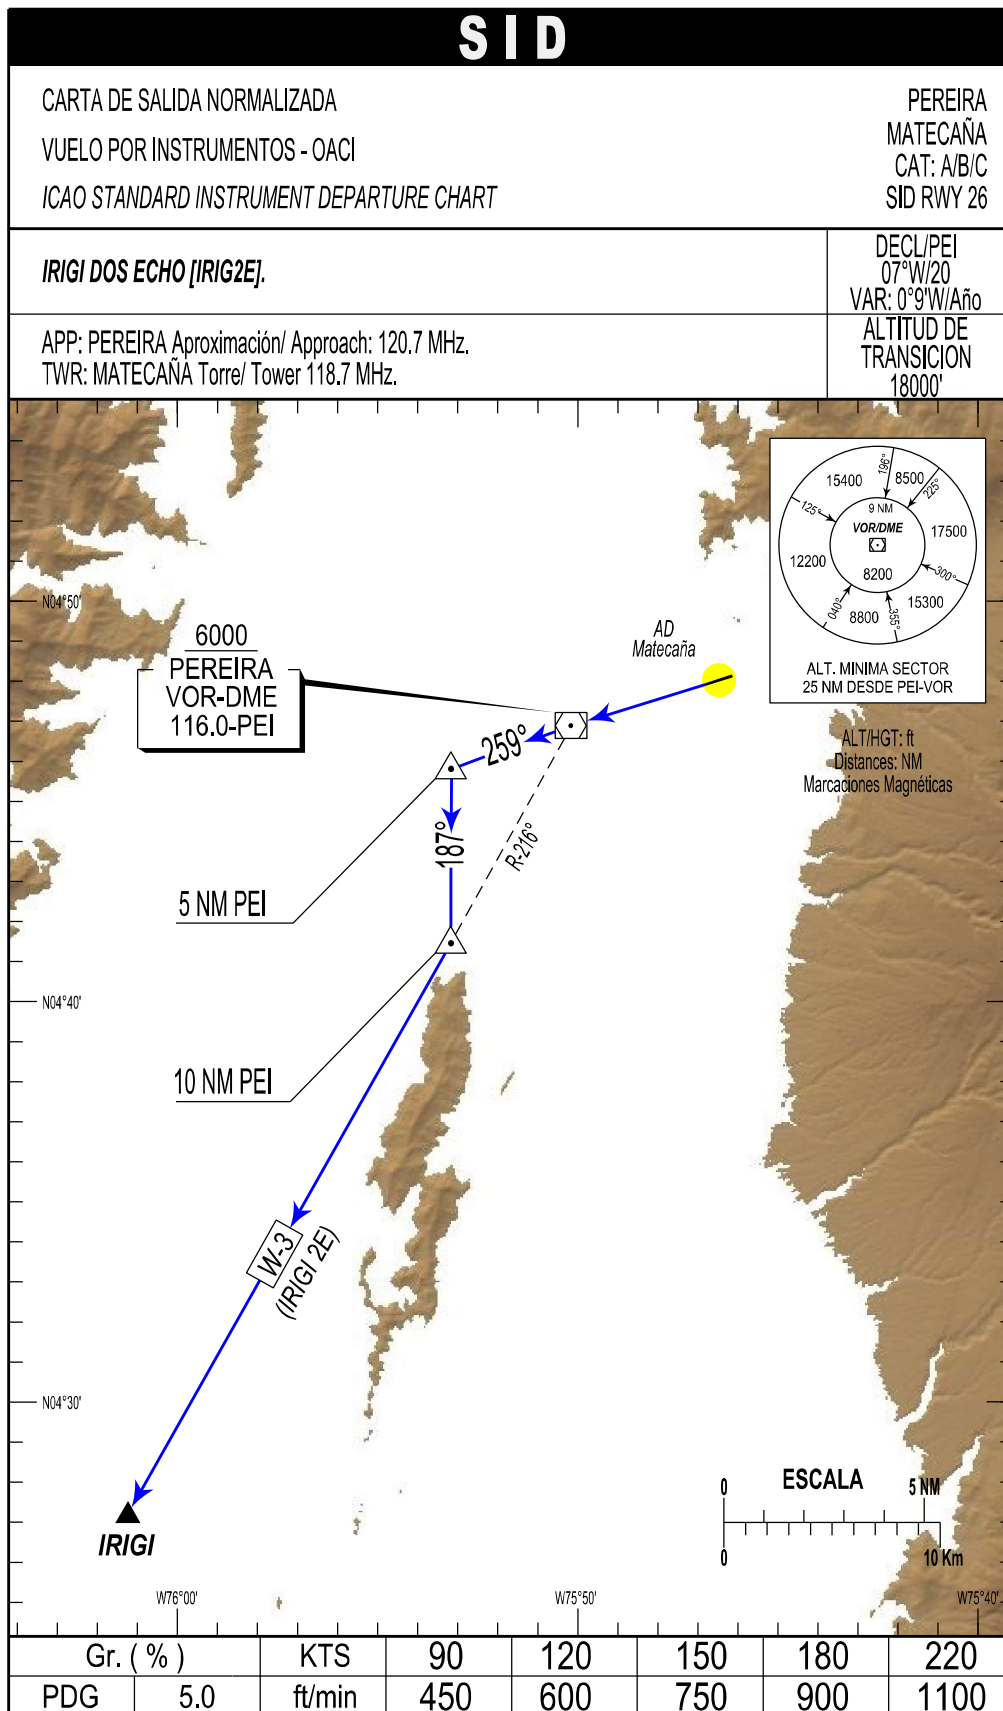 SID
CARTA DE SALIDA NORMALIZADA
VUELO POR INSTRUMENTOS - OACI
ICAO STANDARD INSTRUMENT DEPARTURE CHART
PEREIRA
MATECAÑA
CAT: A/B/C
SID RWY 26
IRIGI DOS ECHO [IRIG2E].
DECL/PEI
07°W/20
VAR: 0°9'W/Año
APP: PEREIRA Aproximación/ Approach: 120.7 MHz.
TWR: MATECAÑA Torre/ Tower 118.7 MHz.
ALTITUD DE
TRANSICION
18000'
15400
196°
8500
225°
125°
9 NM
VOR/DME
17500
12200
8200
300°
040°
8800
355°
15300
ALT. MINIMA SECTOR
25 NM DESDE PEI-VOR
ALT/HGT: ft
Distances: NM
Marcaciones Magnéticas
N04°50'
6000
PEREIRA
VOR-DME
116.0-PEI
AD
Matecaña
259°
187°
R-216°
5 NM PEI
N04°40'
10 NM PEI
W-3
(IRIGI 2E)
N04°30'
IRIGI
ESCALA
0 5 NM
0 10 Km
W76°00' W75°50' W75°40'
Gr. ( % ) KTS 90 120 150 180 220
PDG 5.0 ft/min 450 600 750 900 1100